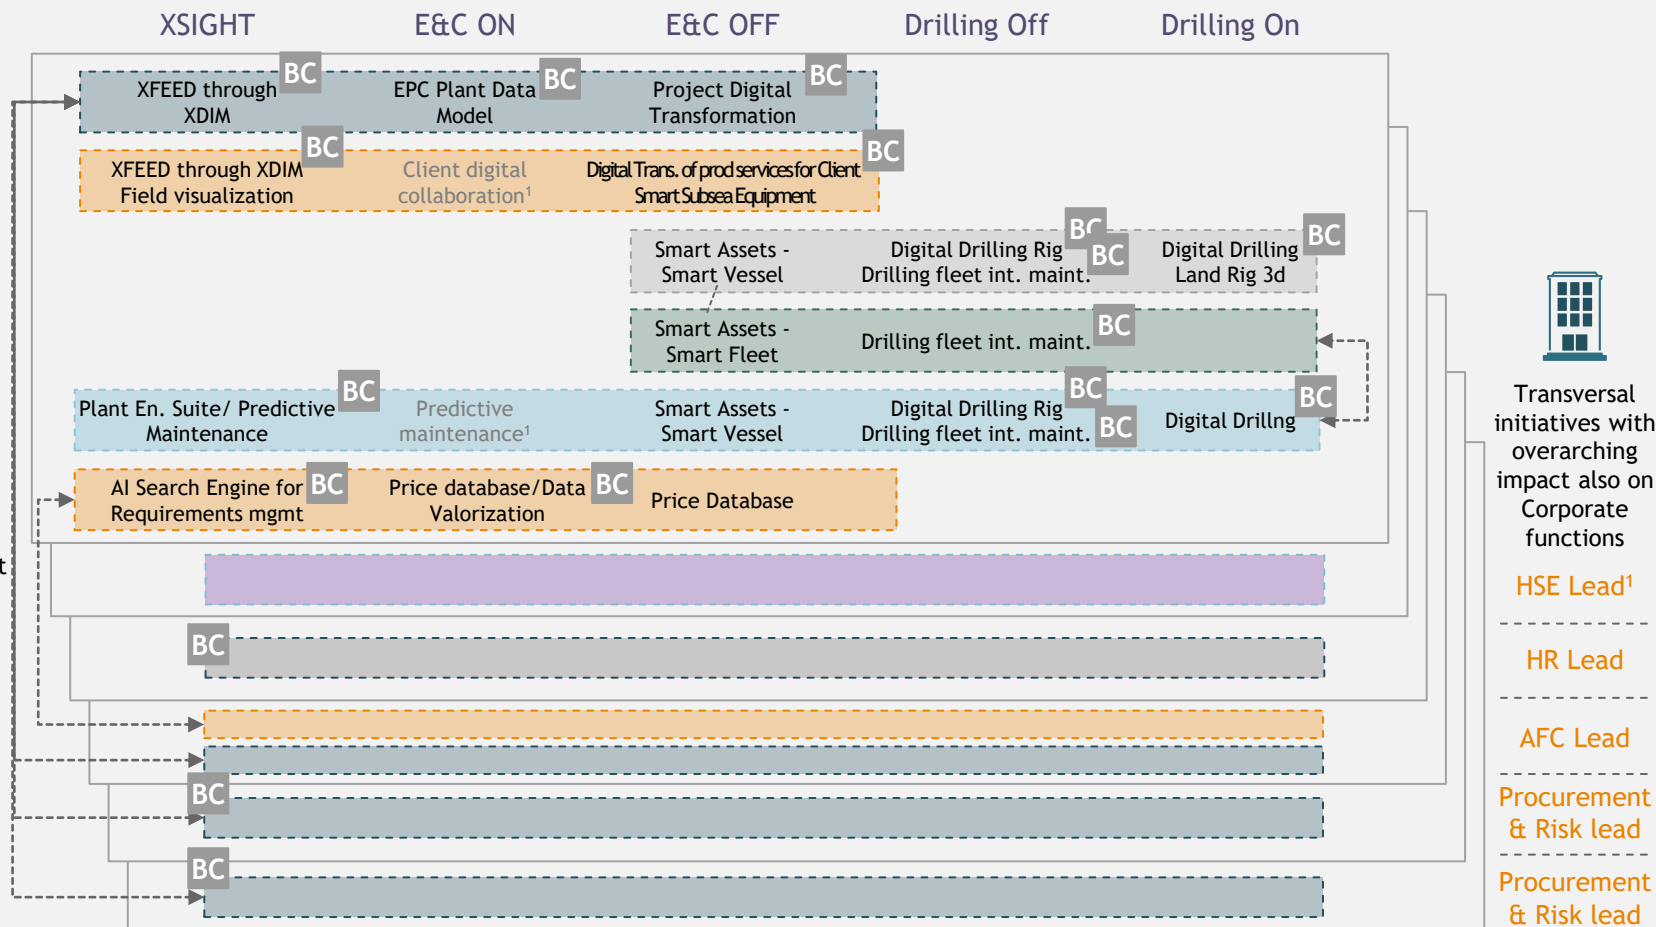 XSIGHT
E&C ON
E&C OFF
Drilling Off
Drilling On
BC
BC
BC
XFEED through
XDIM
EPC Plant Data
Model
Project Digital
Transformation
BC
BC
XFEED through XDIM
Field visualization
Client digital
collaboration¹
Digital Trans. of prod services for Client
Smart Subsea Equipment
BC
BC
BC
Smart Assets -
Smart Vessel
Digital Drilling Rig
Drilling fleet int. maint.
Digital Drilling
Land Rig 3d
BC
Smart Assets -
Smart Fleet
Drilling fleet int. maint.
BC
BC
BC
BC
Plant En. Suite/ Predictive
Maintenance
Predictive
maintenance¹
Smart Assets -
Smart Vessel
Digital Drilling Rig
Drilling fleet int. maint.
Digital Drillng
BC
BC
AI Search Engine for
Requirements mgmt
Price database/Data
Valorization
Price Database
t
BC
BC
BC
Transversal
initiatives with
overarching
impact also on
Corporate
functions
HSE Lead¹
HR Lead
AFC Lead
Procurement
& Risk lead
Procurement
& Risk lead